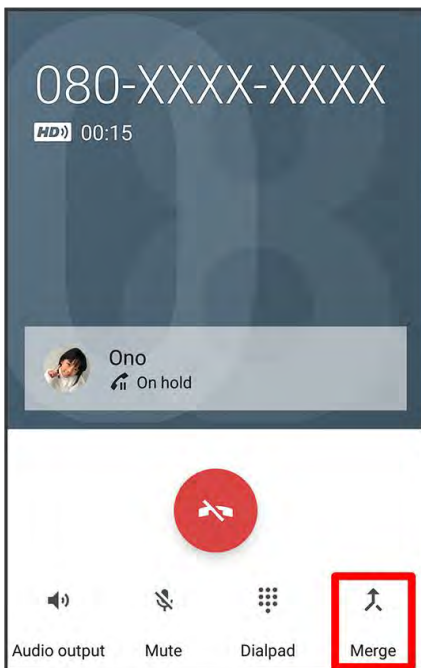 080-XXXX-XXXX
HD 00:15
Ono
On hold
Audio output
Mute
Dialpad
Merge